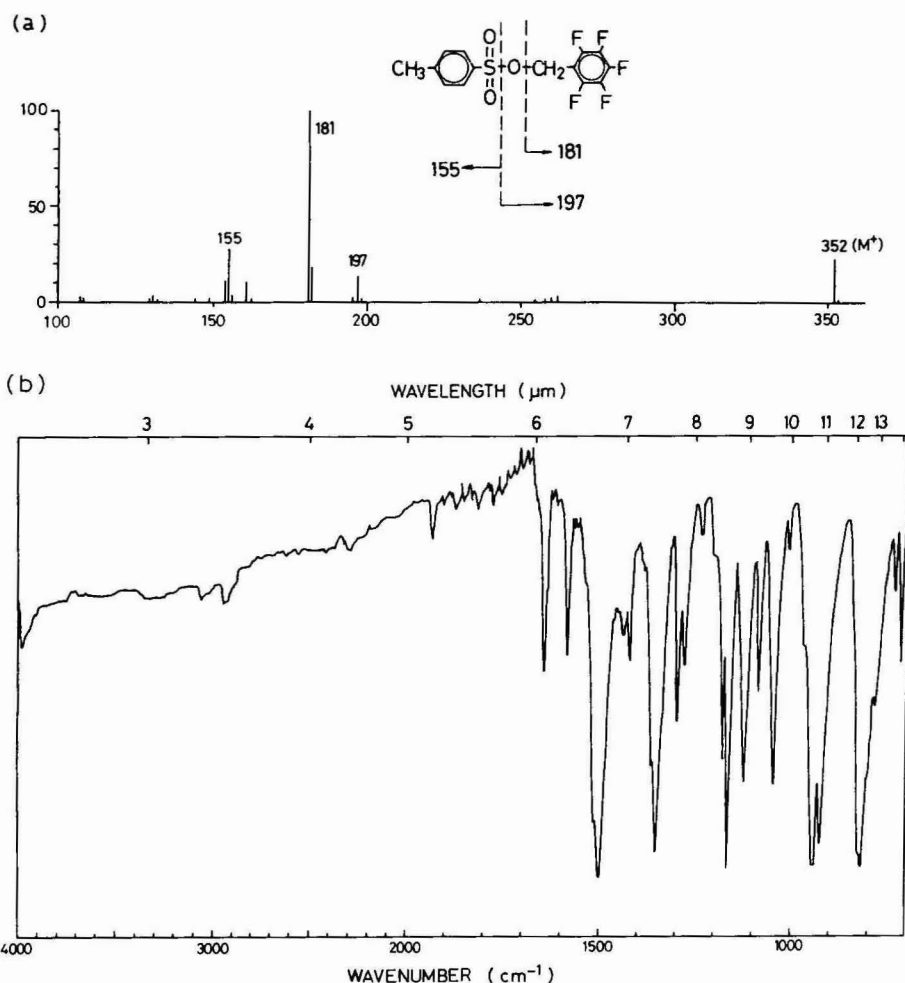 (a)
O
CH₃ S O CH₂ F F F F F
O
100
181
155
181
197
50
155
197
352 (M⁺)
0
100 150 200 250 300 350
(b)
WAVELENGTH (μm)
3 4 5 6 7 8 9 10 11 12 13
4000 3000 2000 1500 1000
WAVENUMBER (cm⁻¹)